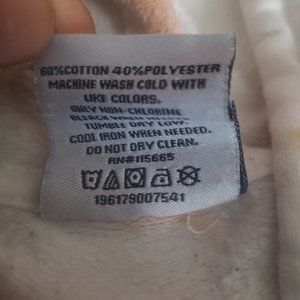 60%COTTON 40%POLYESTER
MACHINE WASH COLD WITH
LIKE COLORS.
ONLY NON-CHLORINE
BLEACH WHEN NEEDED.
TUMBLE DRY LOW.
COOL IRON WHEN NEEDED.
DO NOT DRY CLEAN.
RN#115665
196179007541